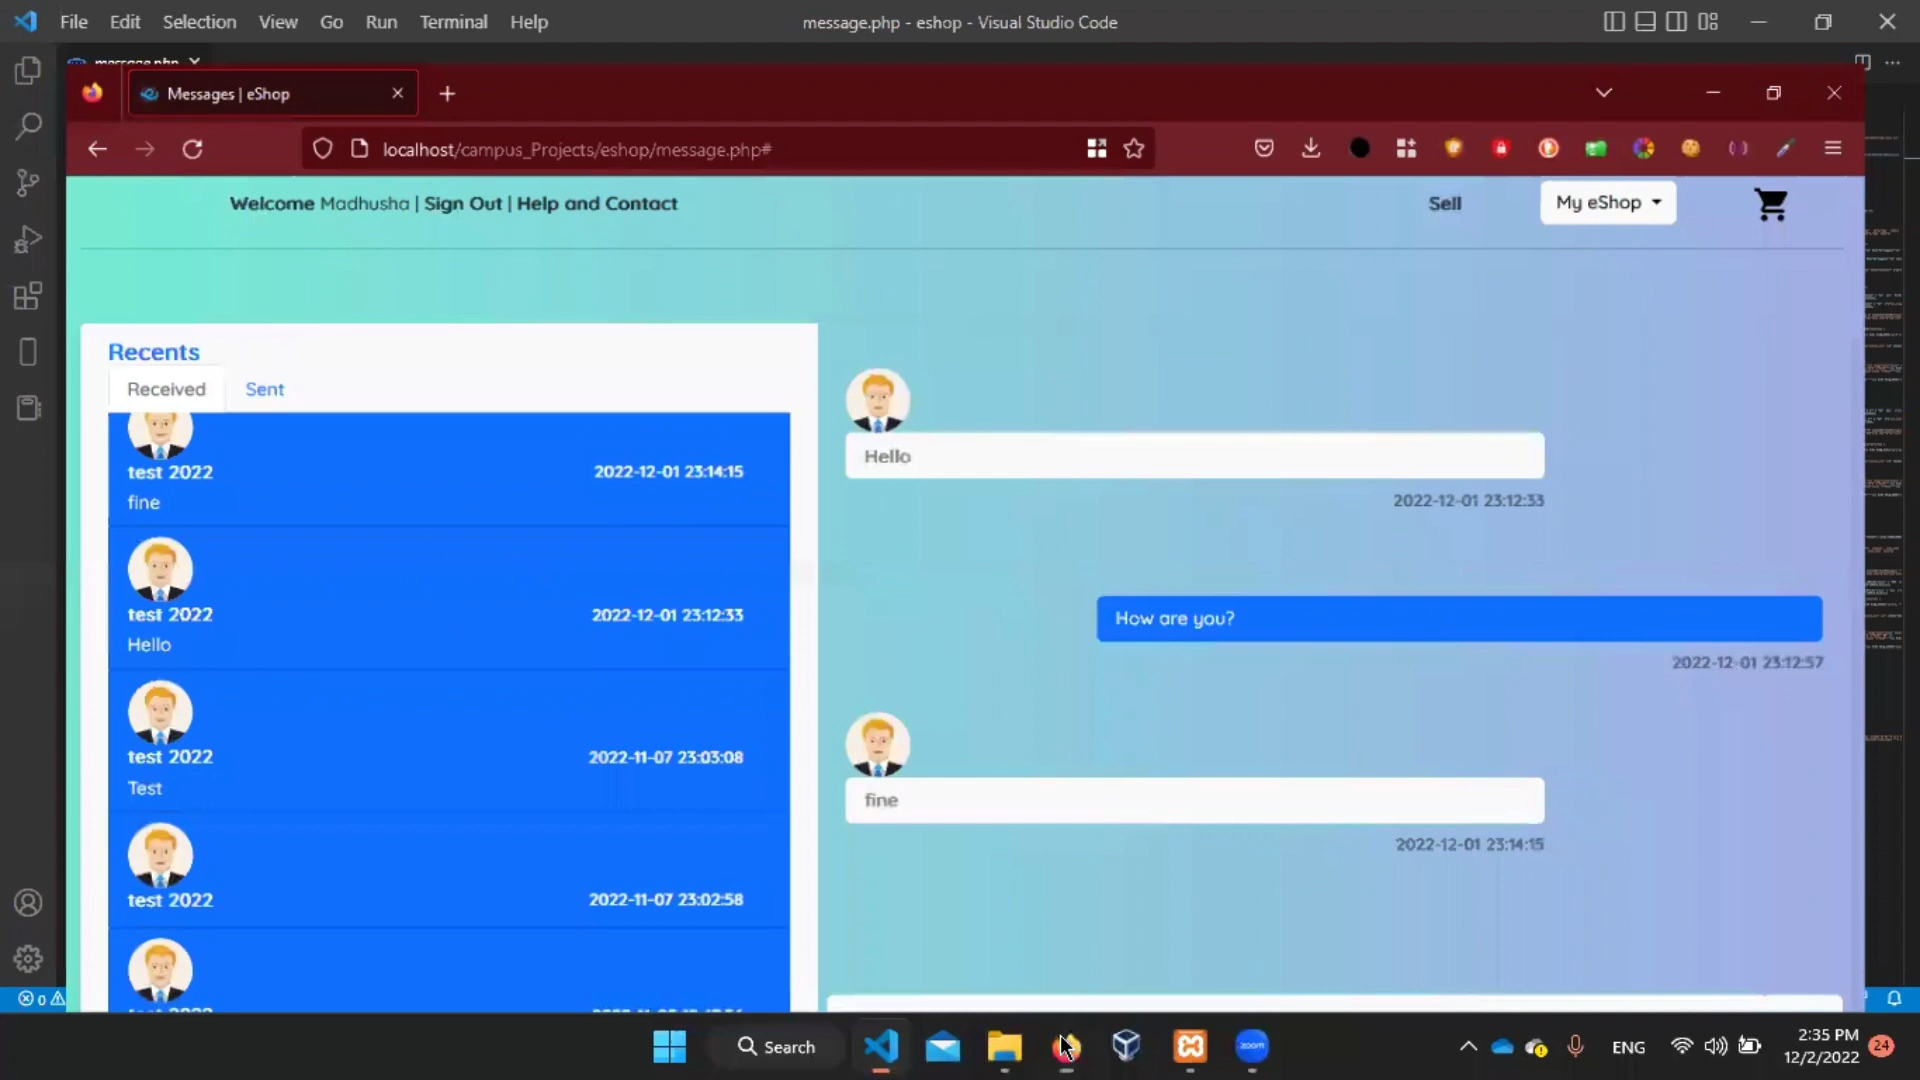 File Edit Selection View Go Run Terminal Help
message.php - eshop - Visual Studio Code
message.php
Messages | eShop
localhost/campus_Projects/eshop/message.php#
Welcome Madhusha | Sign Out | Help and Contact
Sell
My eShop
Recents
Received Sent
test 2022 2022-12-01 23:14:15
fine
test 2022 2022-12-01 23:12:33
Hello
test 2022 2022-11-07 23:03:08
Test
test 2022 2022-11-07 23:02:58
Hello
2022-12-01 23:12:33
How are you?
2022-12-01 23:12:57
fine
2022-12-01 23:14:15
0
Search
zoom
ENG
2:35 PM
12/2/2022
24